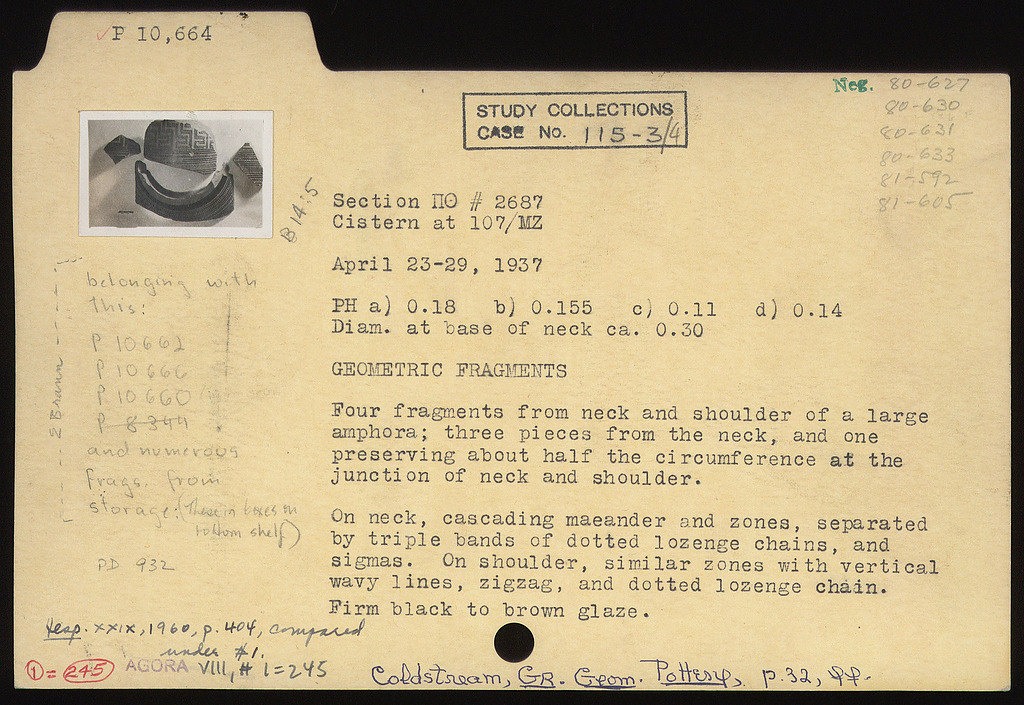 P 10,664
Neg. 80-627
80-630
80-631
80-633
81-592
81-605
STUDY COLLECTIONS
CASE No. 115-3/4
B 14:5
Section ΠΘ # 2687
Cistern at 107/MZ
April 23-29, 1937
PH a) 0.18 b) 0.155 c) 0.11 d) 0.14
Diam. at base of neck ca. 0.30
GEOMETRIC FRAGMENTS
Four fragments from neck and shoulder of a large
amphora; three pieces from the neck, and one
preserving about half the circumference at the
junction of neck and shoulder.
On neck, cascading maeander and zones, separated
by triple bands of dotted lozenge chains, and
sigmas. On shoulder, similar zones with vertical
wavy lines, zigzag, and dotted lozenge chain.
Firm black to brown glaze.
belonging with
this:
P 10662
P 10666
P 10660
P 8344
and numerous
frags. from
storage: (These in boxes on
bottom shelf)
E Brann
PD 932
Hesp. XXIX, 1960, p. 404, compared
under #1.
1 = 245 AGORA VIII, # 1=245
Coldstream, GR. Geom. Pottery, p. 32, ff.